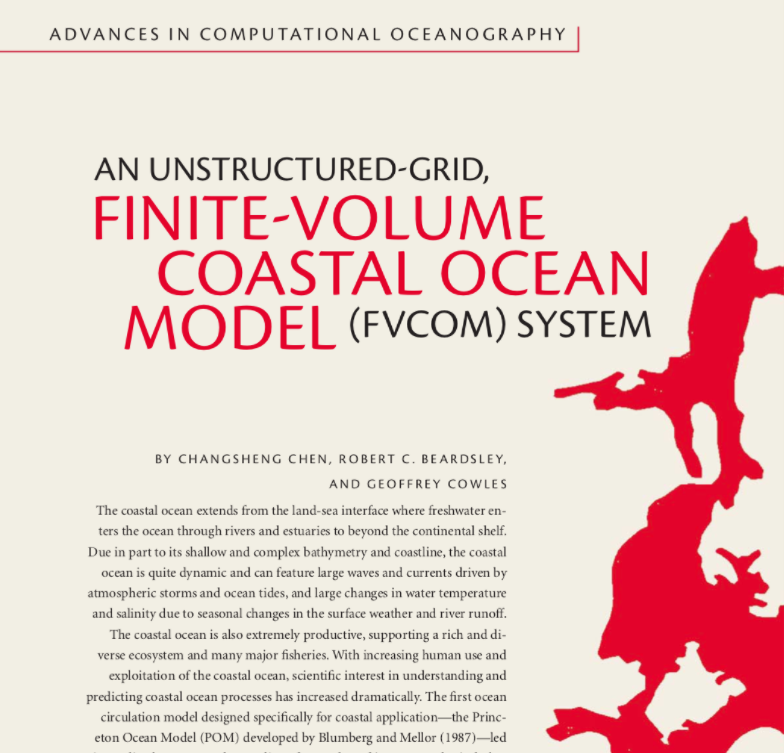 ADVANCES IN COMPUTATIONAL OCEANOGRAPHY
AN UNSTRUCTURED-GRID,
FINITE-VOLUME
COASTAL OCEAN
MODEL (FVCOM) SYSTEM
BY CHANGSHENG CHEN, ROBERT C. BEARDSLEY,
AND GEOFFREY COWLES
The coastal ocean extends from the land-sea interface where freshwater en-
ters the ocean through rivers and estuaries to beyond the continental shelf.
Due in part to its shallow and complex bathymetry and coastline, the coastal
ocean is quite dynamic and can feature large waves and currents driven by
atmospheric storms and ocean tides, and large changes in water temperature
and salinity due to seasonal changes in the surface weather and river runoff.
The coastal ocean is also extremely productive, supporting a rich and di-
verse ecosystem and many major fisheries. With increasing human use and
exploitation of the coastal ocean, scientific interest in understanding and
predicting coastal ocean processes has increased dramatically. The first ocean
circulation model designed specifically for coastal application—the Princ-
eton Ocean Model (POM) developed by Blumberg and Mellor (1987)—led